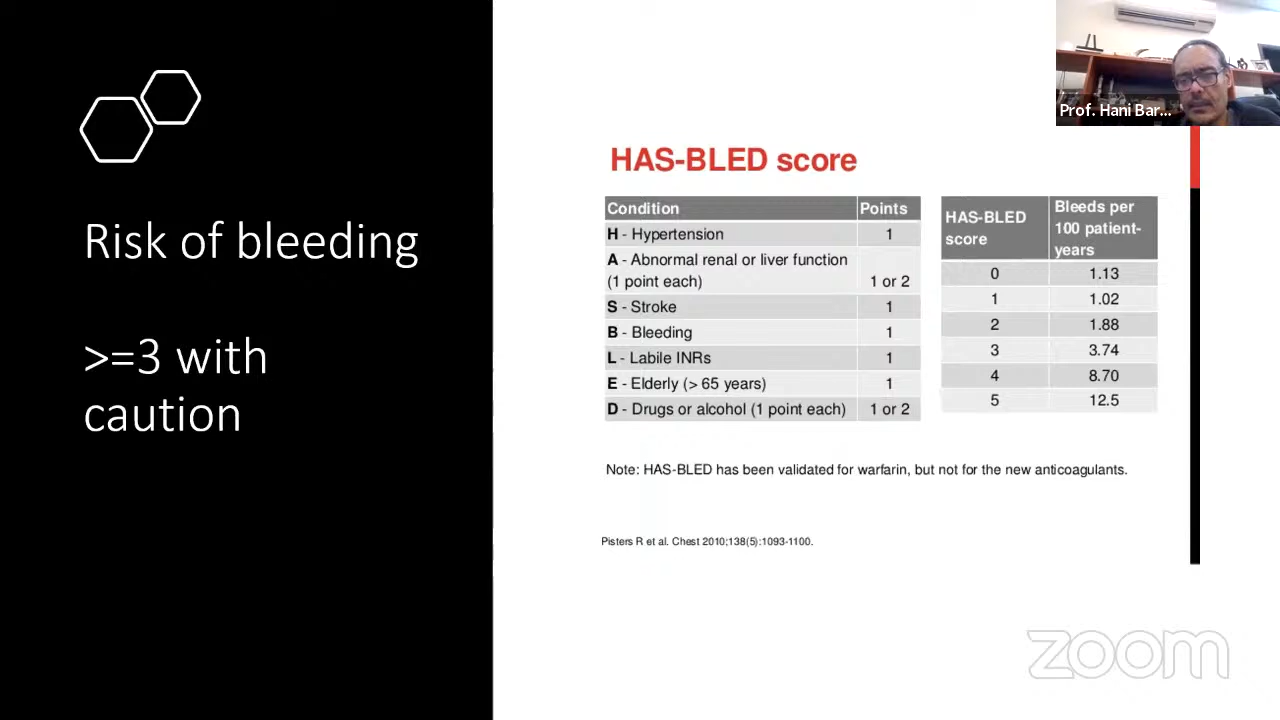 Prof. Hani Bar...
Risk of bleeding
>=3 with
caution
HAS-BLED score
Condition Points
H - Hypertension 1
A - Abnormal renal or liver function
(1 point each) 1 or 2
S - Stroke 1
B - Bleeding 1
L - Labile INRs 1
E - Elderly (> 65 years) 1
D - Drugs or alcohol (1 point each) 1 or 2
HAS-BLED
score
Bleeds per
100 patient-
years
0 1.13
1 1.02
2 1.88
3 3.74
4 8.70
5 12.5
Note: HAS-BLED has been validated for warfarin, but not for the new anticoagulants.
Pisters R et al. Chest 2010;138(5):1093-1100.
zoom